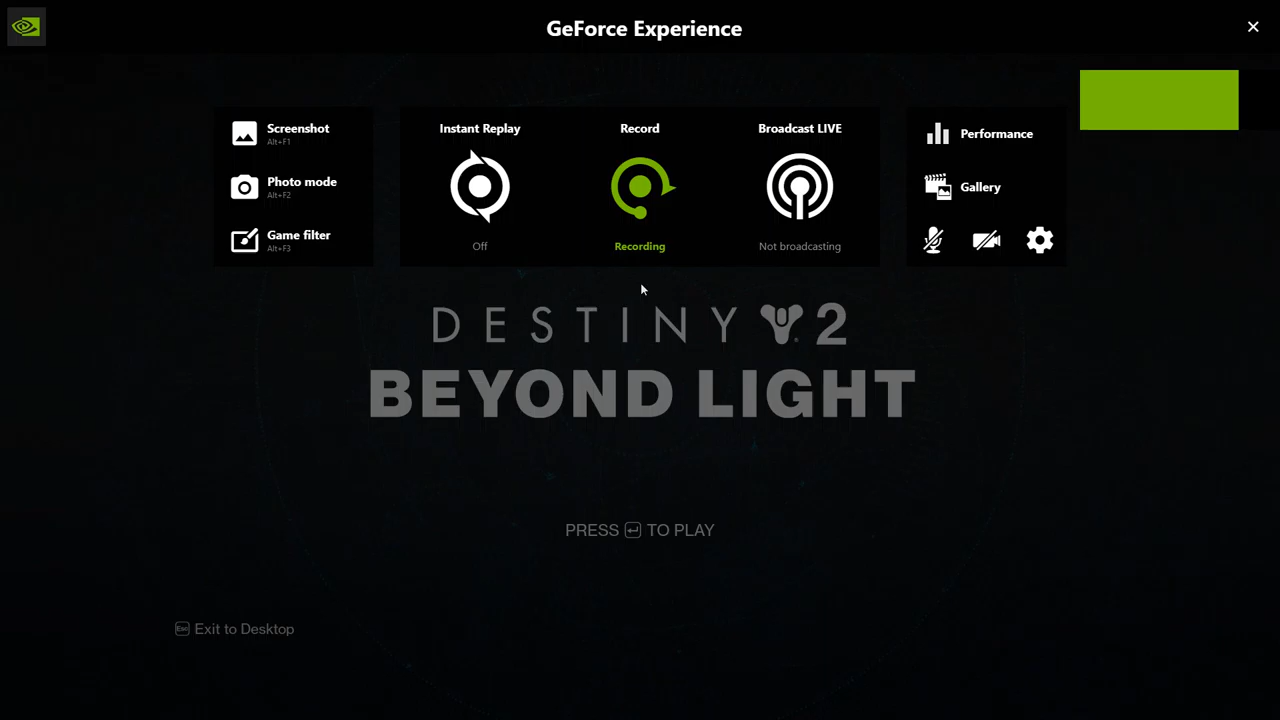 GeForce Experience
Screenshot
Alt+F1
Photo mode
Alt+F2
Game filter
Alt+F3
Instant Replay
Off
Record
Recording
Broadcast LIVE
Not broadcasting
Performance
Gallery
DESTINY 2
BEYOND LIGHT
PRESS TO PLAY
Esc Exit to Desktop